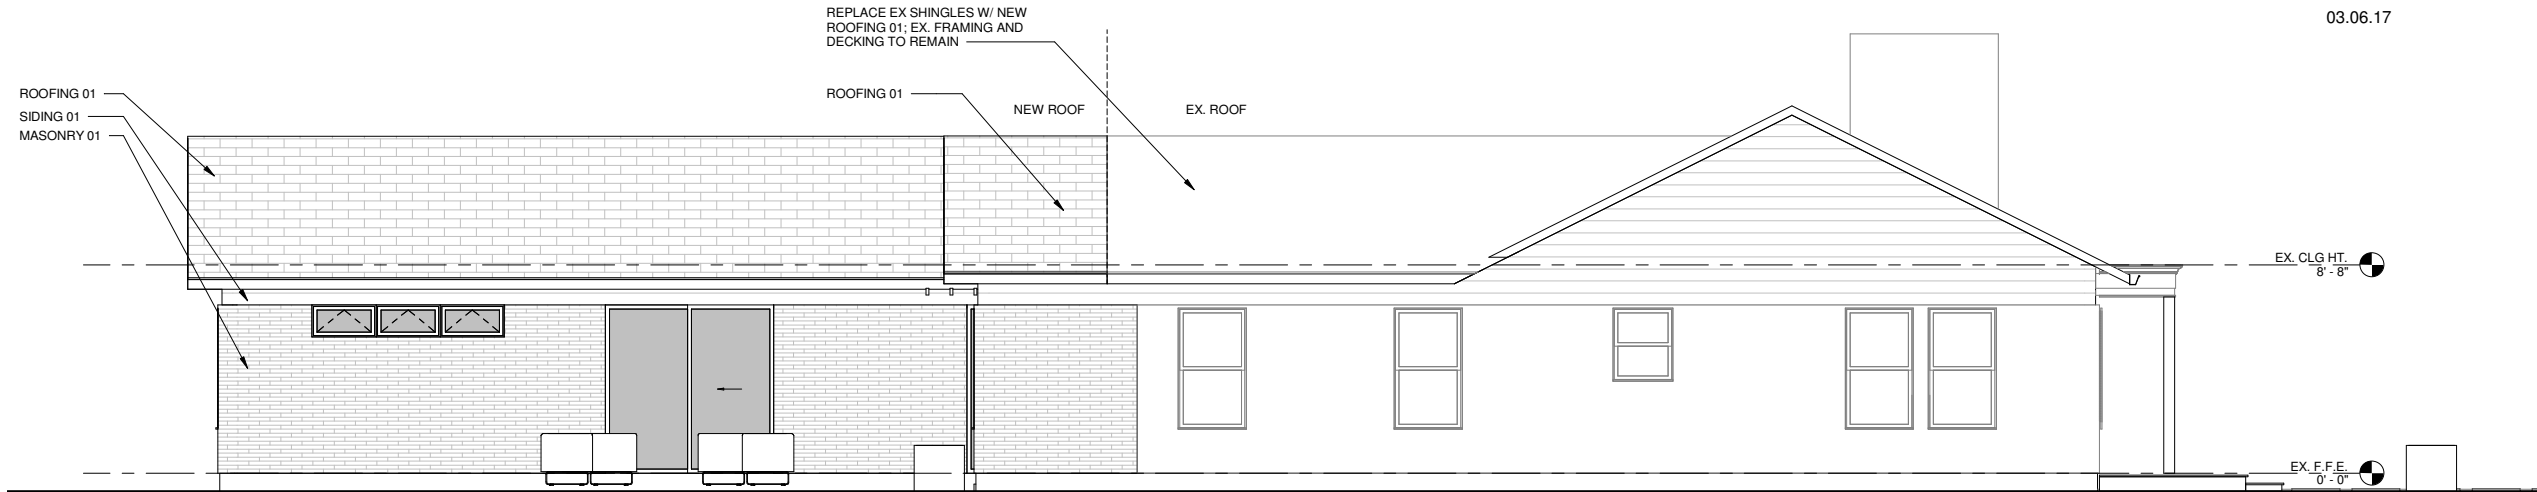 03.06.17
REPLACE EX SHINGLES W/ NEW
ROOFING 01; EX. FRAMING AND
DECKING TO REMAIN
ROOFING 01
SIDING 01
MASONRY 01
ROOFING 01
NEW ROOF
EX. ROOF
EX. CLG HT.
8' - 8"
EX. F.F.E.
0' - 0"